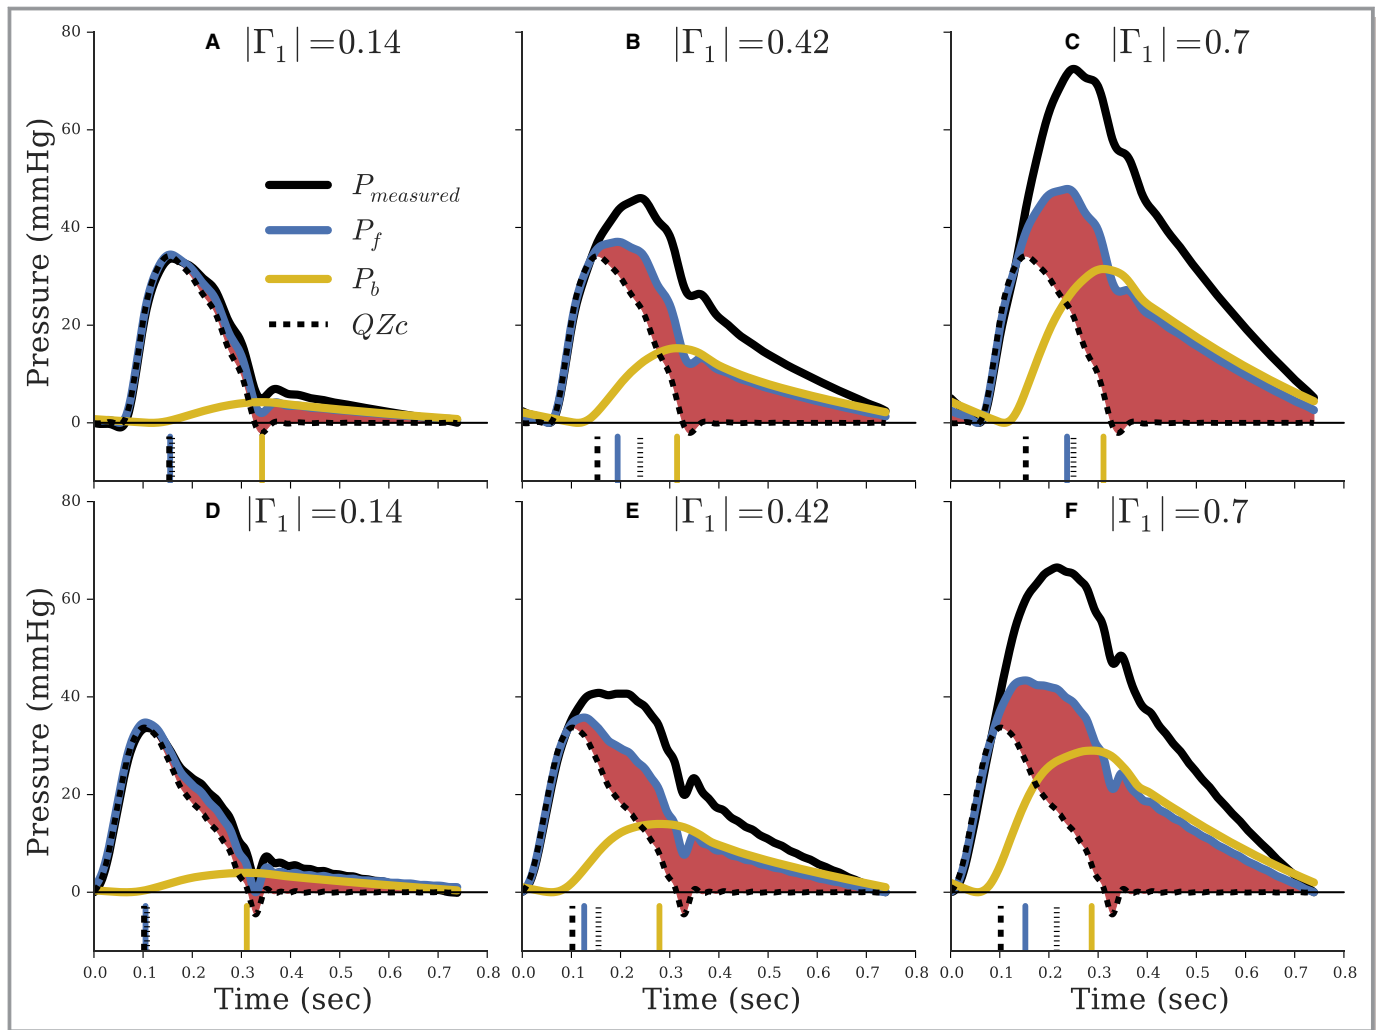 A |Γ₁| =0.14
B |Γ₁| =0.42
C |Γ₁| =0.7
80
60
40
20
0
Pressure (mmHg)
P_measured
P_f
P_b
QZc
D |Γ₁| =0.14
E |Γ₁| =0.42
F |Γ₁| =0.7
80
60
40
20
0
Pressure (mmHg)
0.0 0.1 0.2 0.3 0.4 0.5 0.6 0.7 0.8
0.0 0.1 0.2 0.3 0.4 0.5 0.6 0.7 0.8
0.0 0.1 0.2 0.3 0.4 0.5 0.6 0.7 0.8
Time (sec)
Time (sec)
Time (sec)